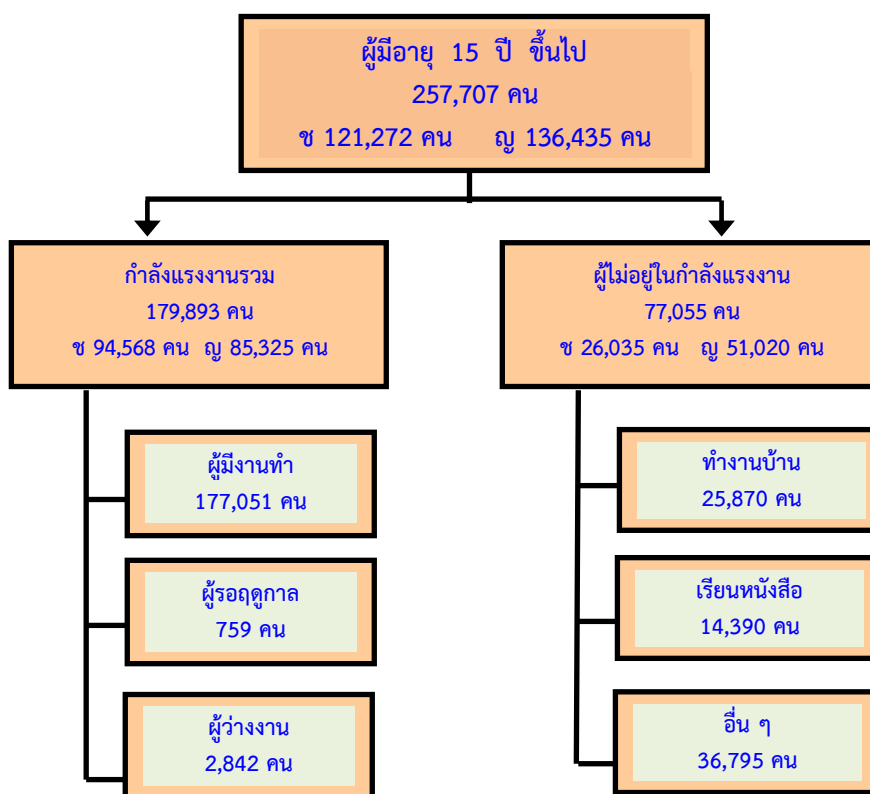 ผู้มีอายุ 15 ปี ขึ้นไป
257,707 คน
ช 121,272 คน ญ 136,435 คน
กำลังแรงงานรวม
179,893 คน
ช 94,568 คน ญ 85,325 คน
ผู้มีงานทำ
177,051 คน
ผู้รอฤดูกาล
759 คน
ผู้ว่างงาน
2,842 คน
ผู้ไม่อยู่ในกำลังแรงงาน
77,055 คน
ช 26,035 คน ญ 51,020 คน
ทำงานบ้าน
25,870 คน
เรียนหนังสือ
14,390 คน
อื่น ๆ
36,795 คน